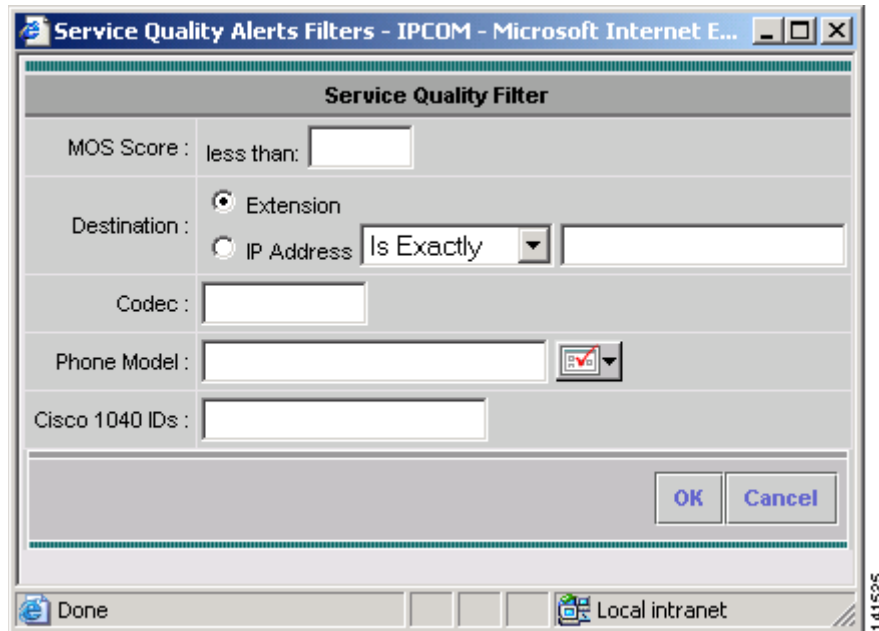 Service Quality Alerts Filters - IPCOM - Microsoft Internet E...
Service Quality Filter
MOS Score : less than:
Destination : Extension
IP Address Is Exactly
Codec :
Phone Model :
Cisco 1040 IDs :
OK Cancel
Done Local intranet
141525